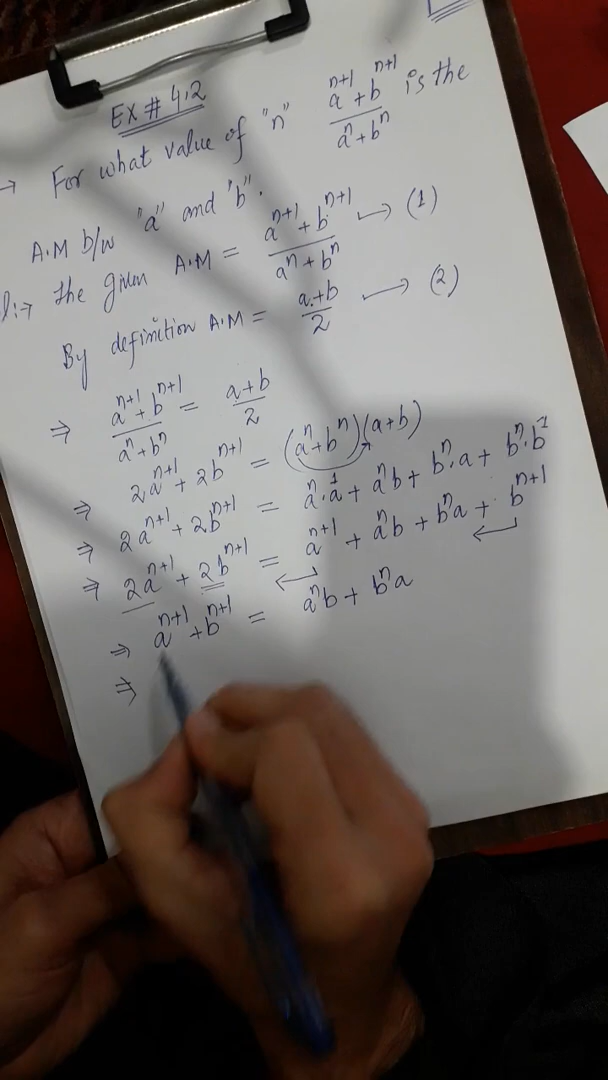 EX # 4.2
→ For what value of "n" (a^{n+1} + b^{n+1})/(a^n + b^n) is the
A.M b/w "a" and "b".
l:→ the given A.M = (a^{n+1} + b^{n+1})/(a^n + b^n) → (1)
By definition A.M = (a+b)/2 → (2)
⇒ (a^{n+1} + b^{n+1})/(a^n + b^n) = (a+b)/2
⇒ 2a^{n+1} + 2b^{n+1} = (a^n + b^n)(a+b)
⇒ 2a^{n+1} + 2b^{n+1} = a^n · a^1 + a^n b + b^n · a + b^n · b^1
⇒ 2a^{n+1} + 2b^{n+1} = a^{n+1} + a^n b + b^n a + b^{n+1}
⇒ a^{n+1} + b^{n+1} = a^n b + b^n a
⇒